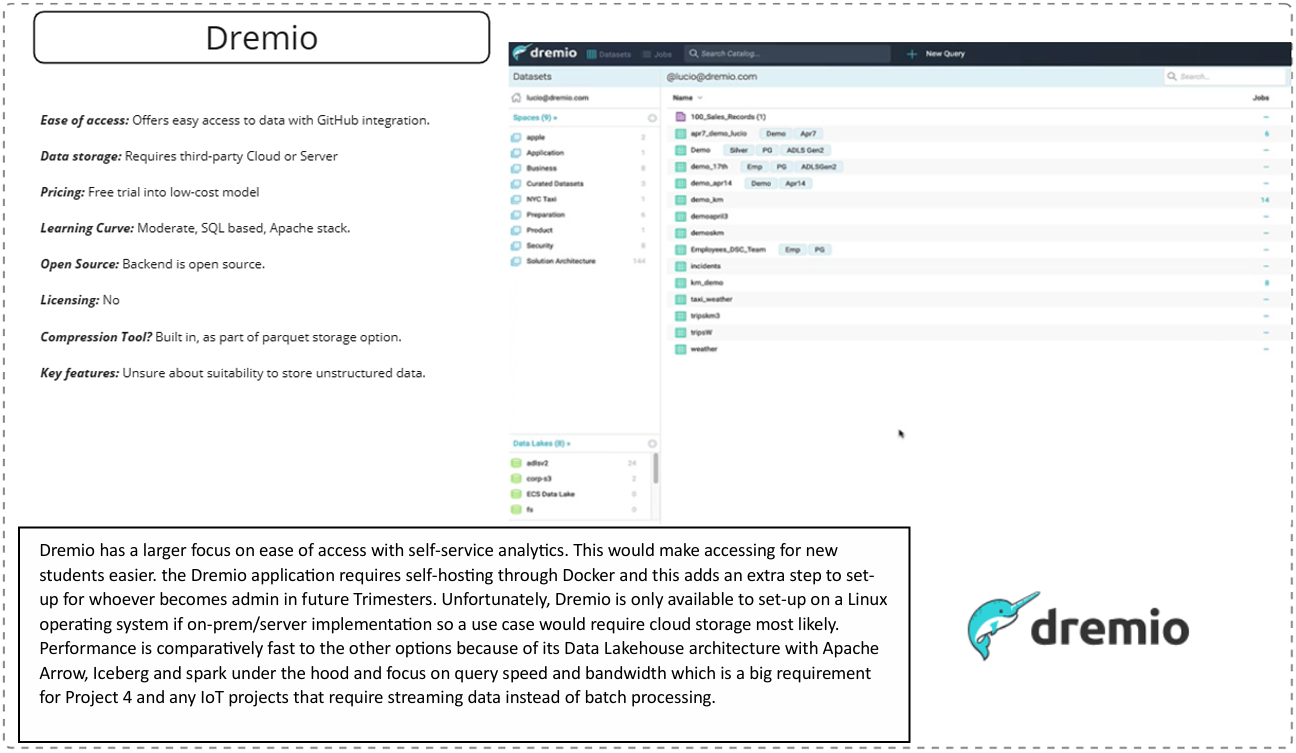 Dremio
Ease of access: Offers easy access to data with GitHub integration.
Data storage: Requires third-party Cloud or Server
Pricing: Free trial into low-cost model
Learning Curve: Moderate, SQL based, Apache stack.
Open Source: Backend is open source.
Licensing: No
Compression Tool? Built in, as part of parquet storage option.
Key features: Unsure about suitability to store unstructured data.
dremio Datasets Jobs Search Catalog... New Query
Datasets
lucio@dremio.com
Spaces (9)
apple 2
Application 1
Business 8
Curated Datasets 3
NYC Taxi 1
Preparation 6
Product 1
Security 8
Solution Architecture 144
Data Lakes (8)
adlsv2 24
corp-s3 2
ECS Data Lake 0
fs
@lucio@dremio.com Search...
Name Jobs
100_Sales_Records (1) --
apr7_demo_lucio Demo Apr7 6
Demo Silver PG ADLS Gen2 --
demo_17th Emp PG ADLSGen2 --
demo_apr14 Demo Apr14 --
demo_km 14
demoapril3 --
demoskm --
Employees_DSC_Team Emp PG --
incidents --
km_demo 8
taxi_weather --
tripskm3 --
tripsW --
weather --
Dremio has a larger focus on ease of access with self-service analytics. This would make accessing for new
students easier. the Dremio application requires self-hosting through Docker and this adds an extra step to set-
up for whoever becomes admin in future Trimesters. Unfortunately, Dremio is only available to set-up on a Linux
operating system if on-prem/server implementation so a use case would require cloud storage most likely.
Performance is comparatively fast to the other options because of its Data Lakehouse architecture with Apache
Arrow, Iceberg and spark under the hood and focus on query speed and bandwidth which is a big requirement
for Project 4 and any IoT projects that require streaming data instead of batch processing.
dremio